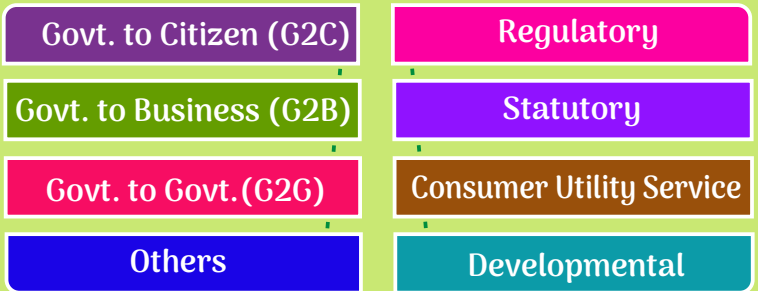 Govt. to Citizen (G2C)
Regulatory
Govt. to Business (G2B)
Statutory
Govt. to Govt.(G2G)
Consumer Utility Service
Others
Developmental